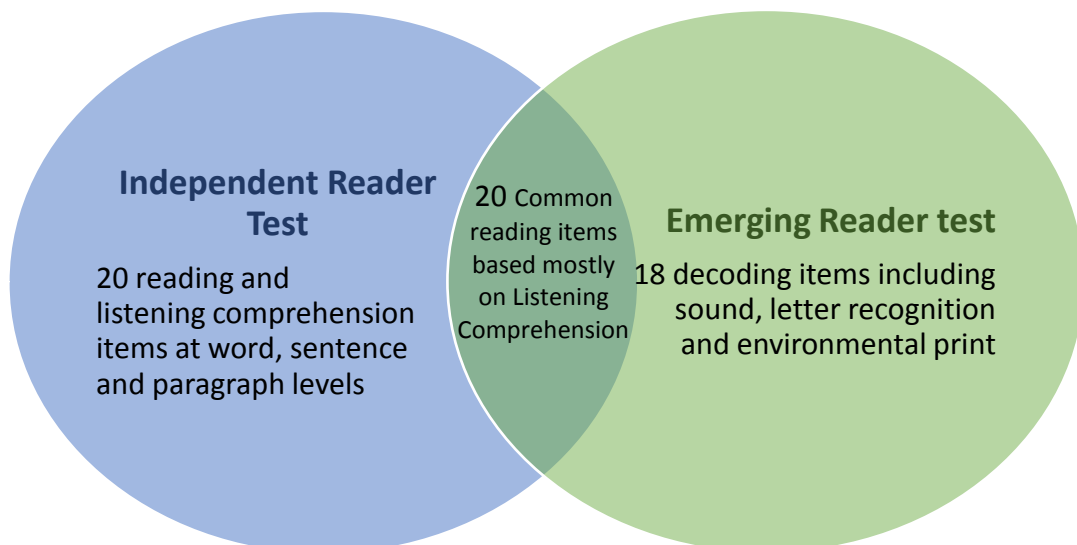 Independent Reader
Test
20 reading and
listening comprehension
items at word, sentence
and paragraph levels
20 Common
reading items
based mostly
on Listening
Comprehension
Emerging Reader test
18 decoding items including
sound, letter recognition
and environmental print